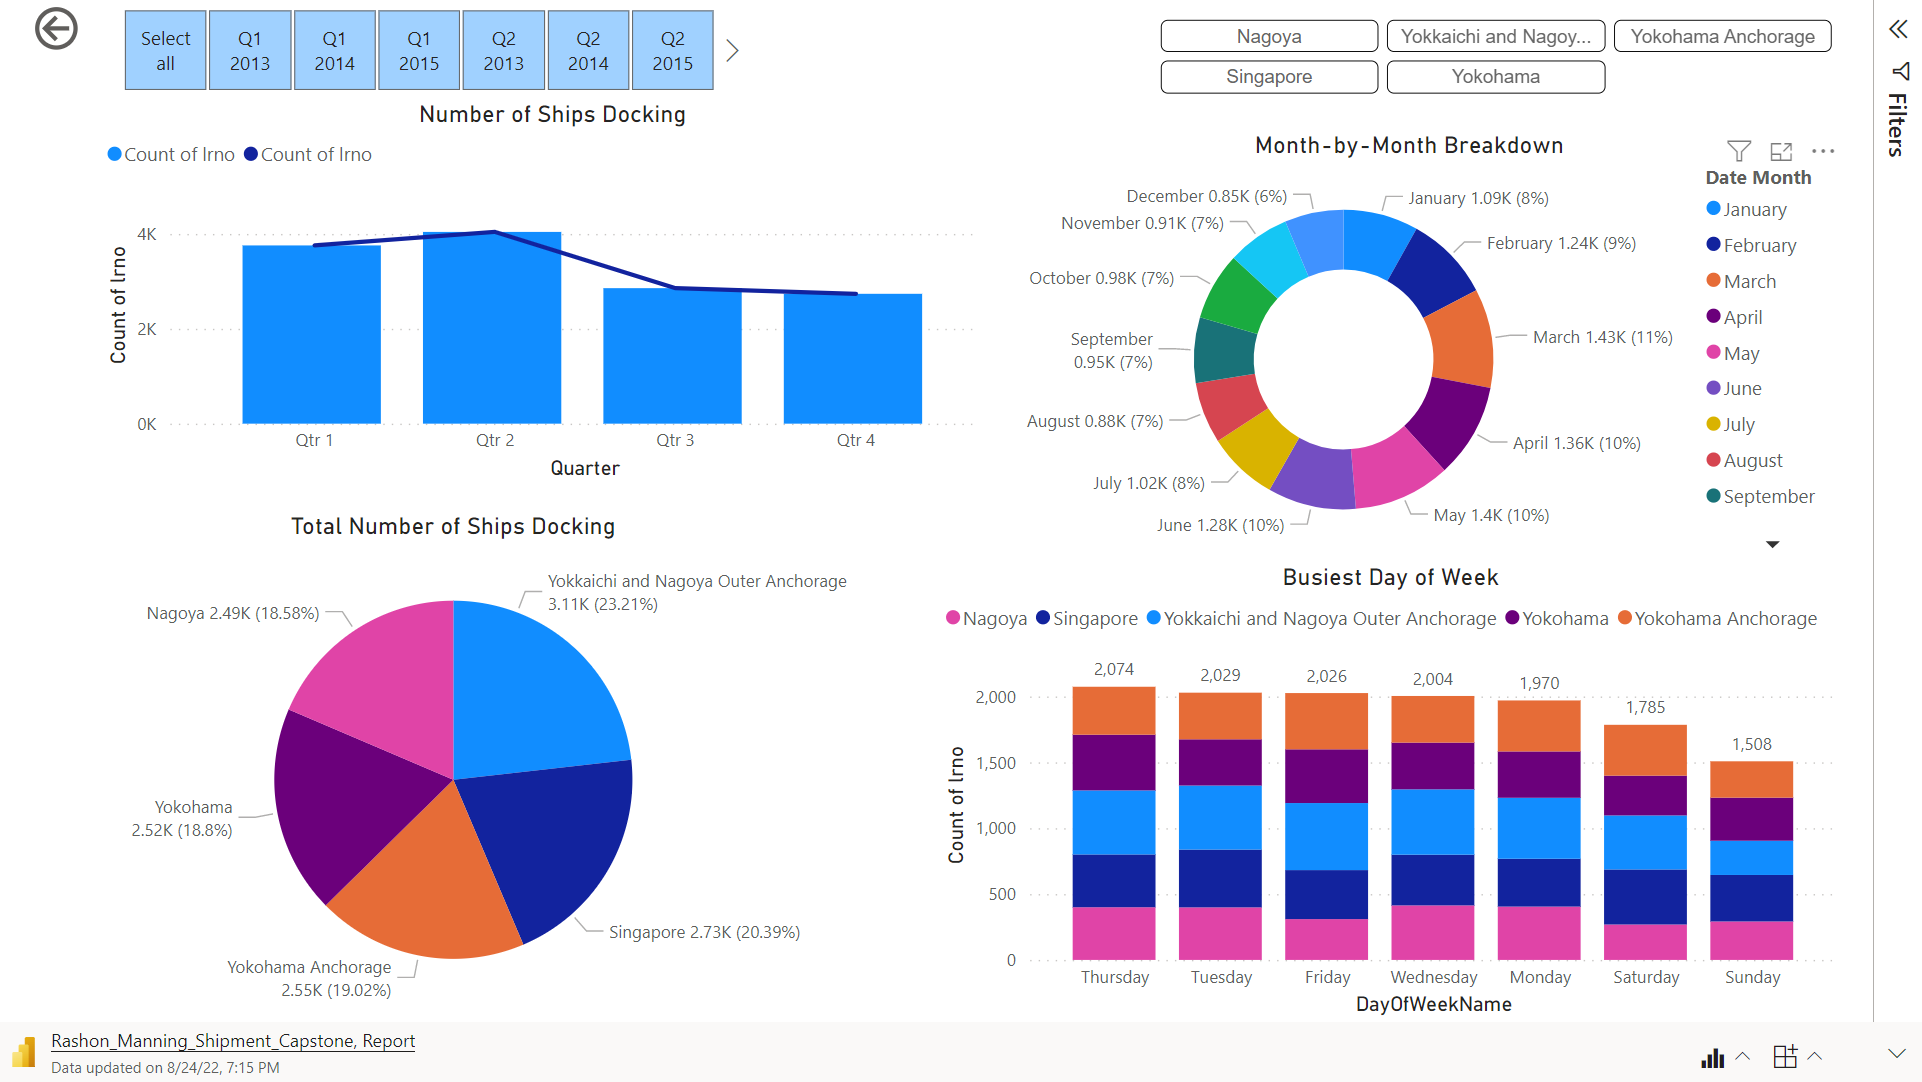 Select all
Q1 2013
Q1 2014
Q1 2015
Q2 2013
Q2 2014
Q2 2015
Nagoya
Yokkaichi and Nagoy...
Yokohama Anchorage
Singapore
Yokohama
Filters
Number of Ships Docking
Count of lrno
Count of lrno
Count of lrno
4K
2K
0K
Qtr 1
Qtr 2
Qtr 3
Qtr 4
Quarter
Month-by-Month Breakdown
December 0.85K (6%)
January 1.09K (8%)
November 0.91K (7%)
February 1.24K (9%)
October 0.98K (7%)
March 1.43K (11%)
September
0.95K (7%)
August 0.88K (7%)
April 1.36K (10%)
July 1.02K (8%)
May 1.4K (10%)
June 1.28K (10%)
Date Month
January
February
March
April
May
June
July
August
September
Total Number of Ships Docking
Yokkaichi and Nagoya Outer Anchorage
3.11K (23.21%)
Nagoya 2.49K (18.58%)
Yokohama
2.52K (18.8%)
Singapore 2.73K (20.39%)
Yokohama Anchorage
2.55K (19.02%)
Busiest Day of Week
Nagoya
Singapore
Yokkaichi and Nagoya Outer Anchorage
Yokohama
Yokohama Anchorage
Count of lrno
2,000
1,500
1,000
500
0
2,074
2,029
2,026
2,004
1,970
1,785
1,508
Thursday
Tuesday
Friday
Wednesday
Monday
Saturday
Sunday
DayOfWeekName
Rashon_Manning_Shipment_Capstone, Report
Data updated on 8/24/22, 7:15 PM